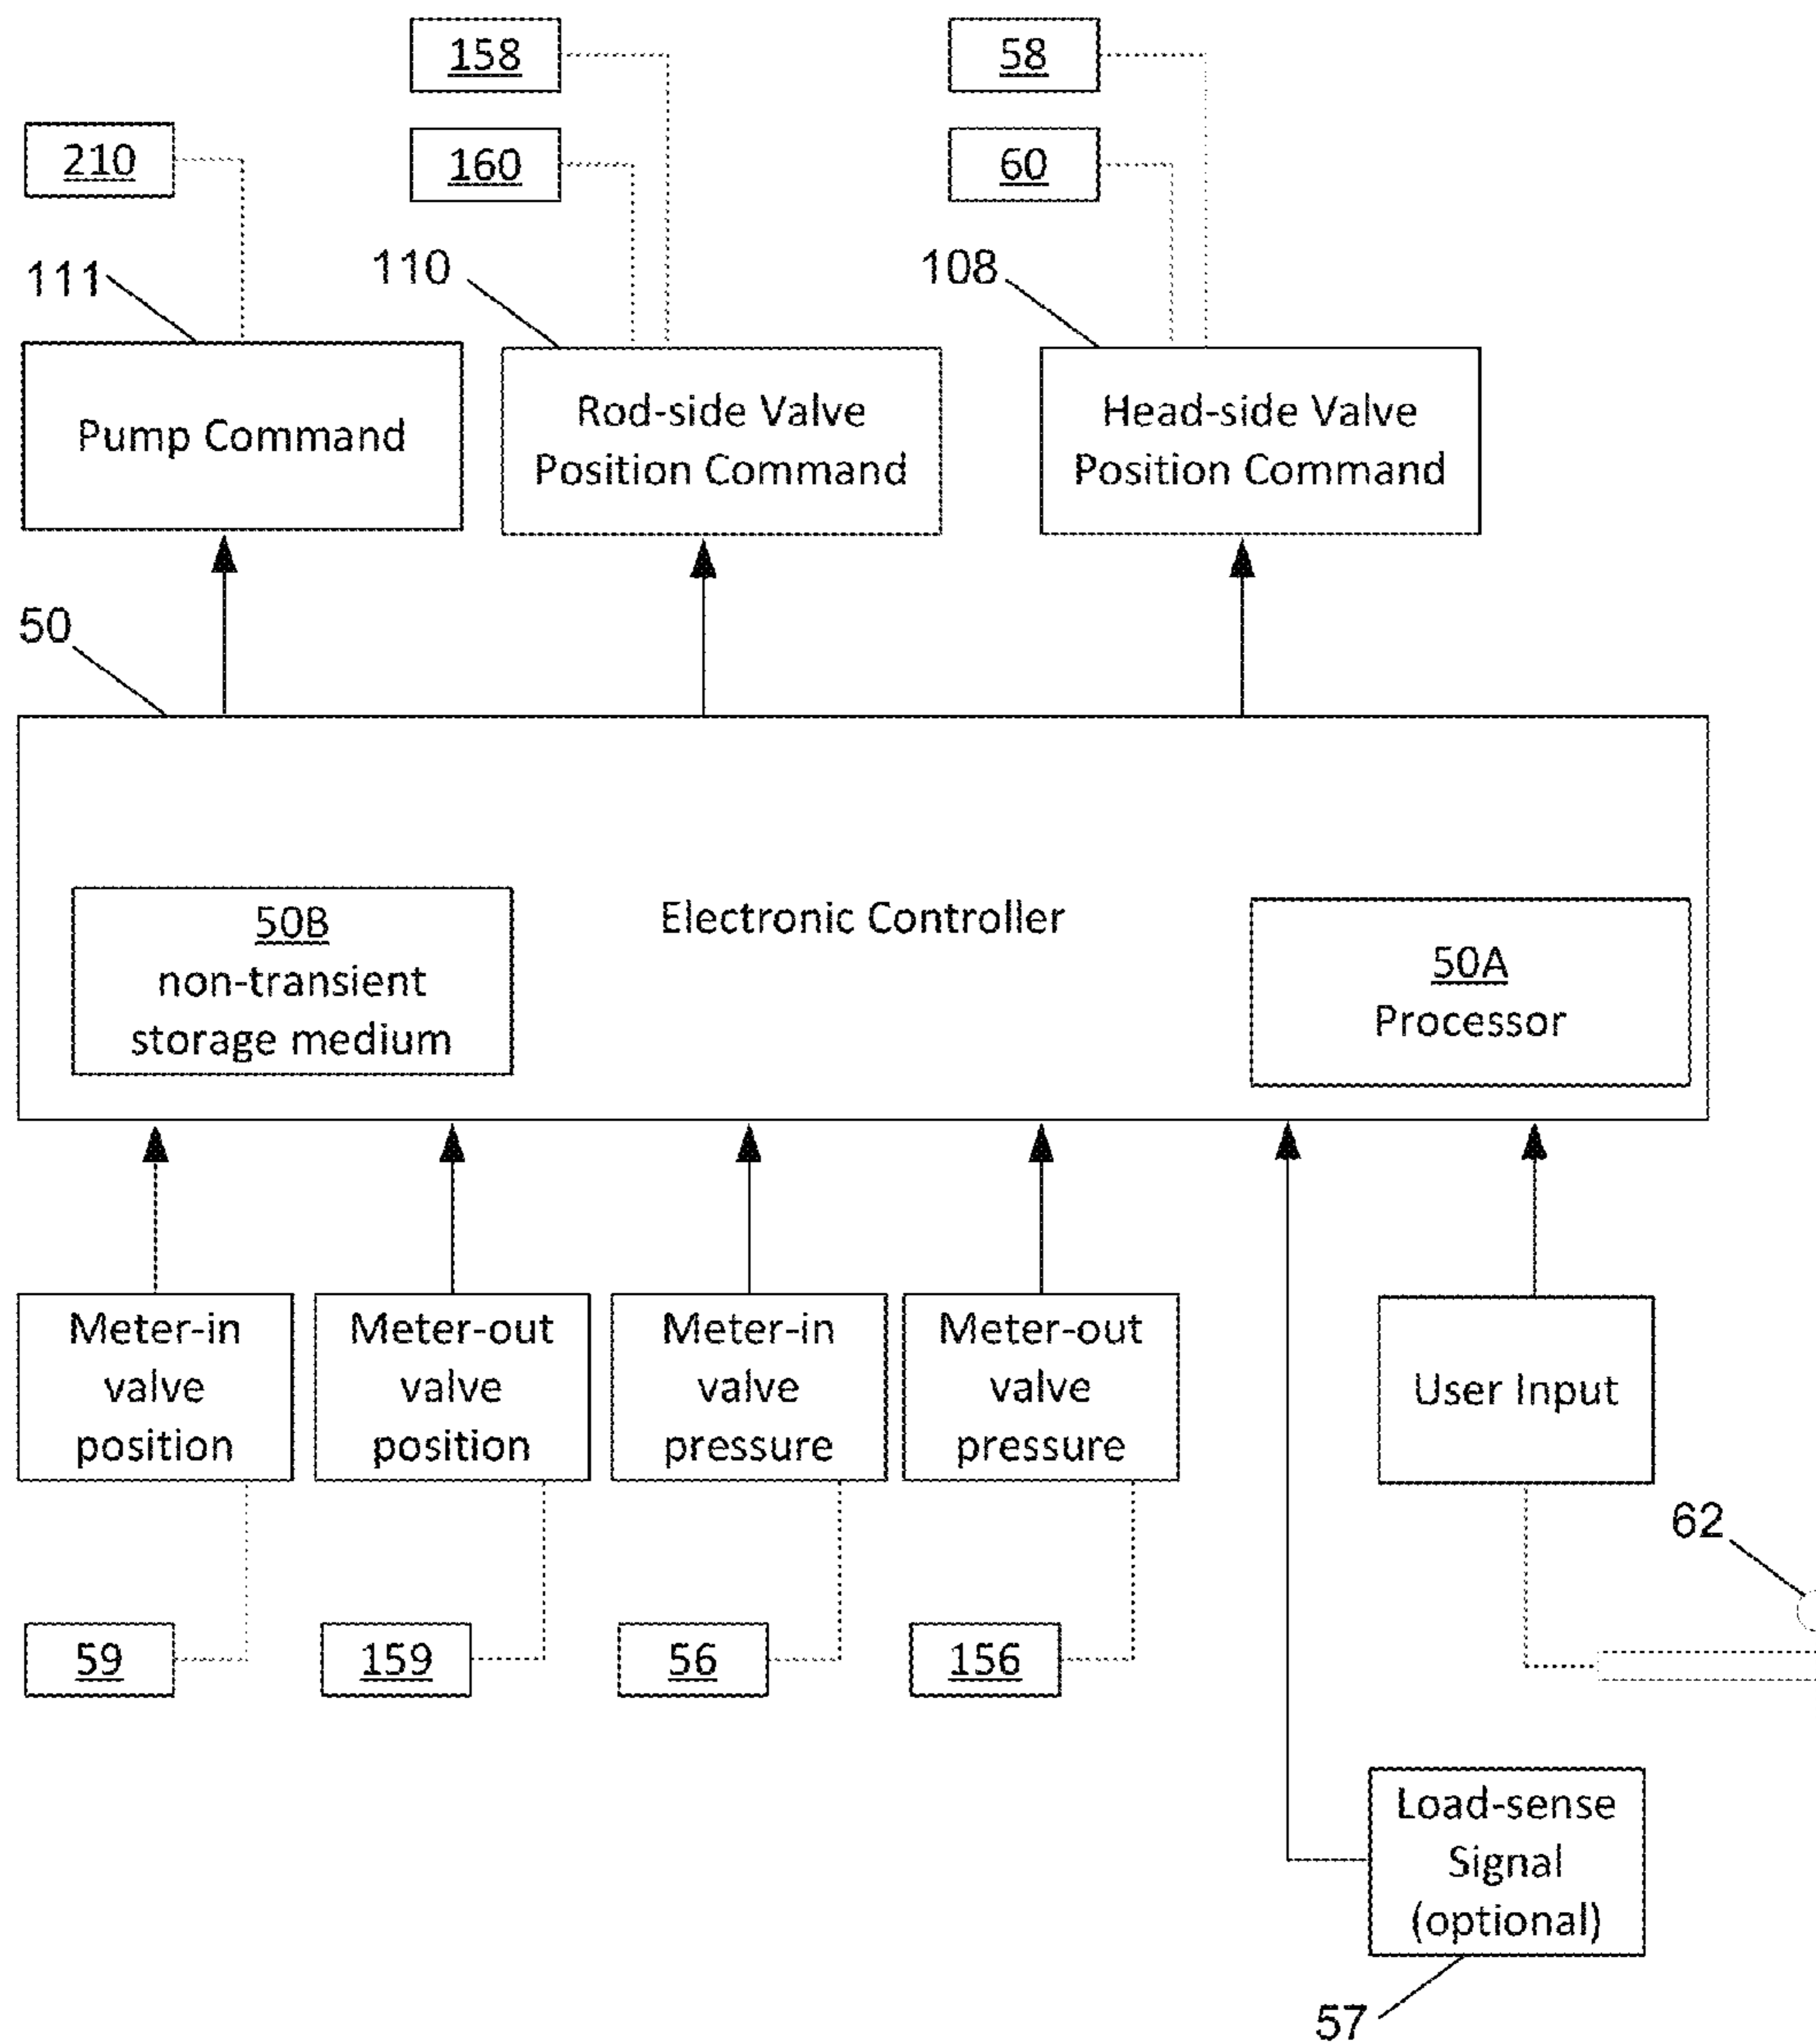 158
58
210
160
60
111
110
108
Pump Command
Rod-side Valve
Position Command
Head-side Valve
Position Command
50
50B
non-transient
storage medium
Electronic Controller
50A
Processor
Meter-in
valve
position
Meter-out
valve
position
Meter-in
valve
pressure
Meter-out
valve
pressure
User Input
62
59
159
56
156
Load-sense
Signal
(optional)
57